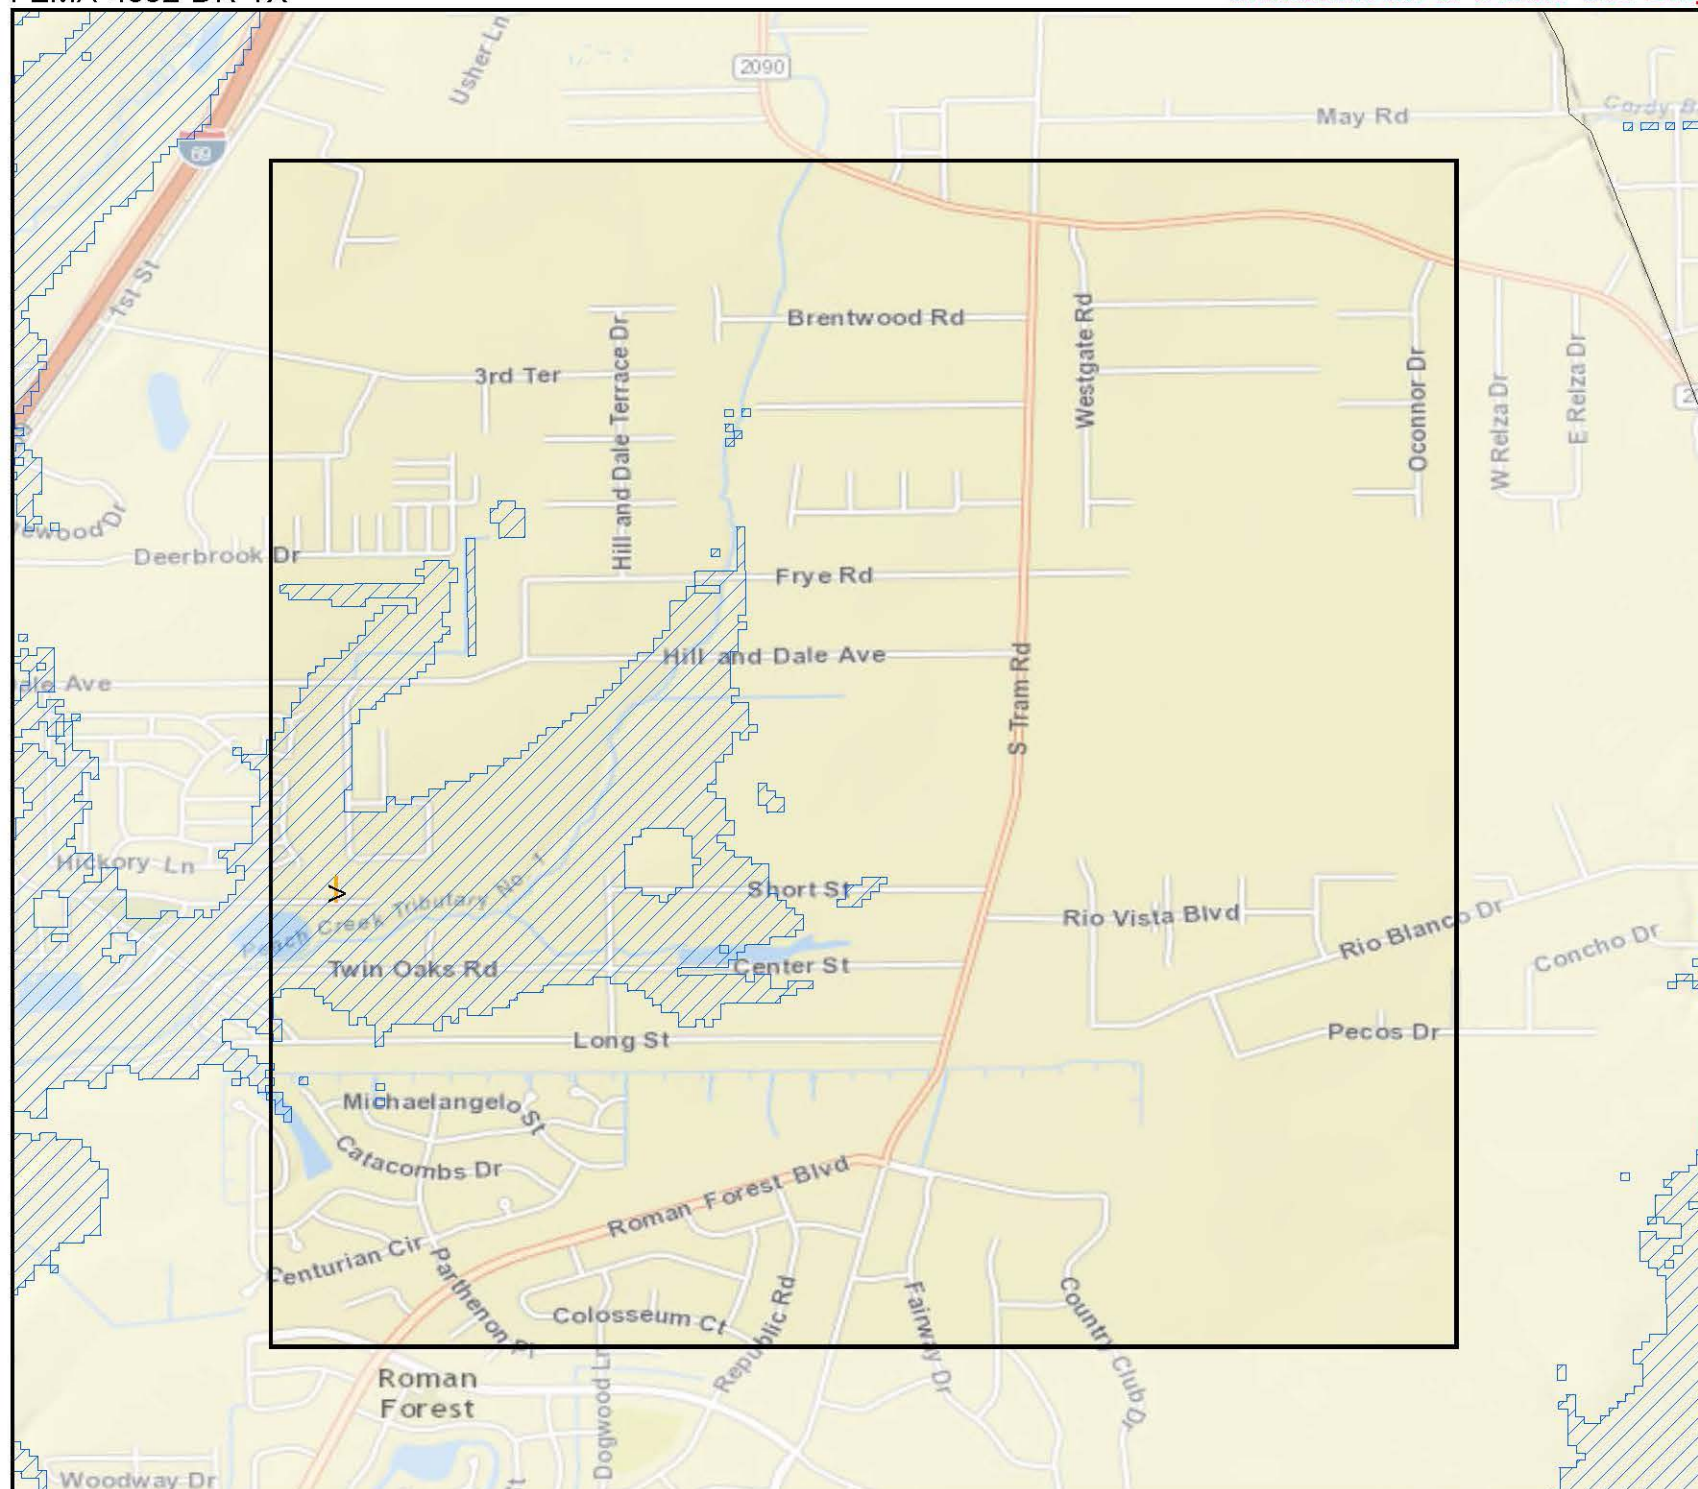 Usher Ln
2090
May Rd
69
1st St
Brentwood Rd
Westgate Rd
3rd Ter
Hill and Dale Terrace Dr
Oconnor Dr
W Relza Dr
E Relza Dr
Deerbrook Dr
Frye Rd
Hill and Dale Ave
Ave
S Tram Rd
Hickory Ln
>
Peach Creek Tributary No 1
Short St
Rio Vista Blvd
Rio Blanco Dr
Concho Dr
Twin Oaks Rd
Center St
Long St
Pecos Dr
Michaelangelo St
Catacombs Dr
Roman Forest Blvd
Centurian Cir
Parthenon Pl
Colosseum Ct
Republic Rd
Fairway Dr
Country Club Dr
Roman
Forest
Dogwood Ln
Woodway Dr